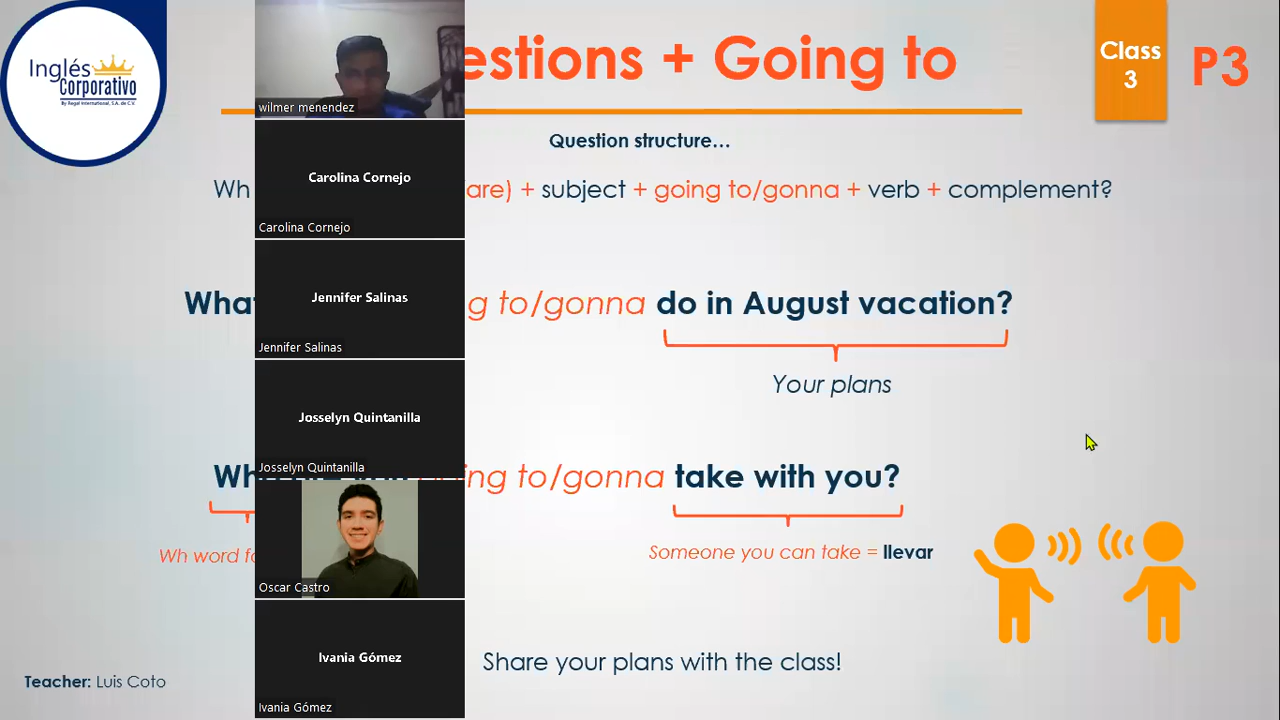 Inglés
Corporativo
By Regal International, S.A. de C.V.
estions + Going to
Class
3
P3
Question structure...
Wh
are) + subject + going to/gonna + verb + complement?
What
g to/gonna do in August vacation?
Your plans
Wh
ing to/gonna take with you?
Wh word fo
Someone you can take = llevar
Share your plans with the class!
Teacher: Luis Coto
wilmer menendez
Carolina Cornejo
Carolina Cornejo
Jennifer Salinas
Jennifer Salinas
Josselyn Quintanilla
Josselyn Quintanilla
Oscar Castro
Ivania Gómez
Ivania Gómez